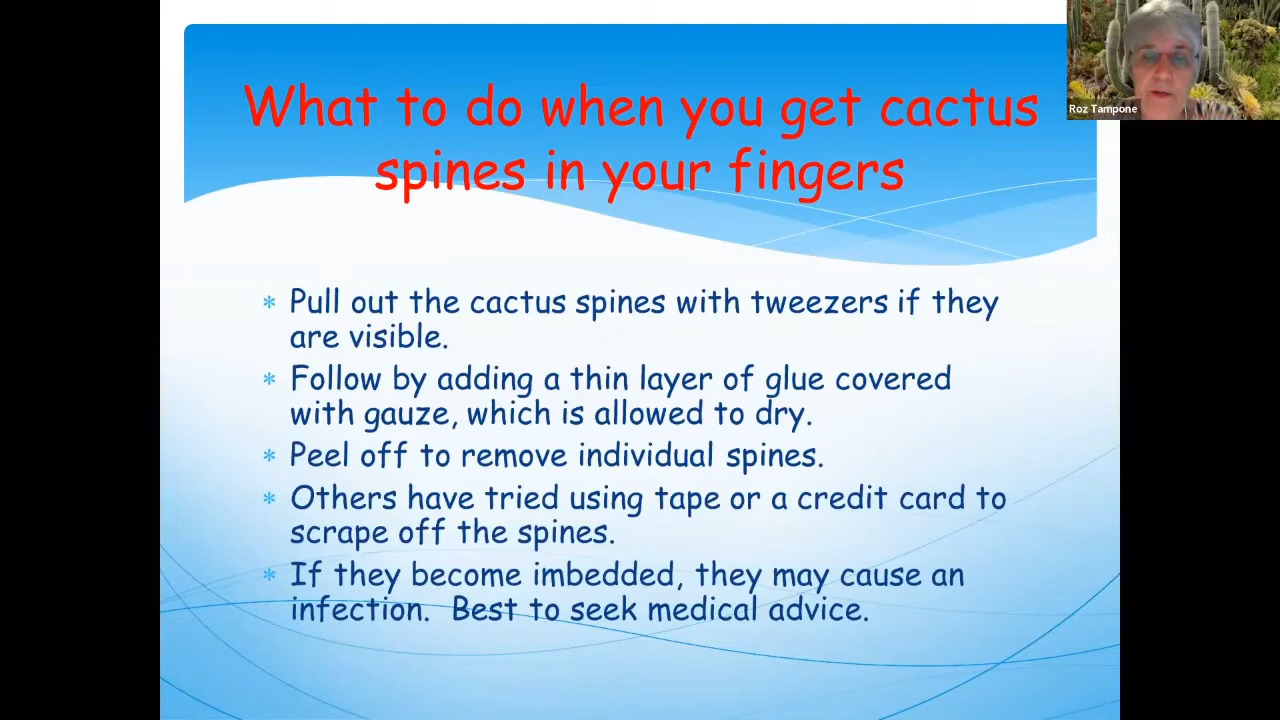 What to do when you get cactus
spines in your fingers
Roz Tampone
* Pull out the cactus spines with tweezers if they
are visible.
* Follow by adding a thin layer of glue covered
with gauze, which is allowed to dry.
* Peel off to remove individual spines.
* Others have tried using tape or a credit card to
scrape off the spines.
* If they become imbedded, they may cause an
infection.  Best to seek medical advice.